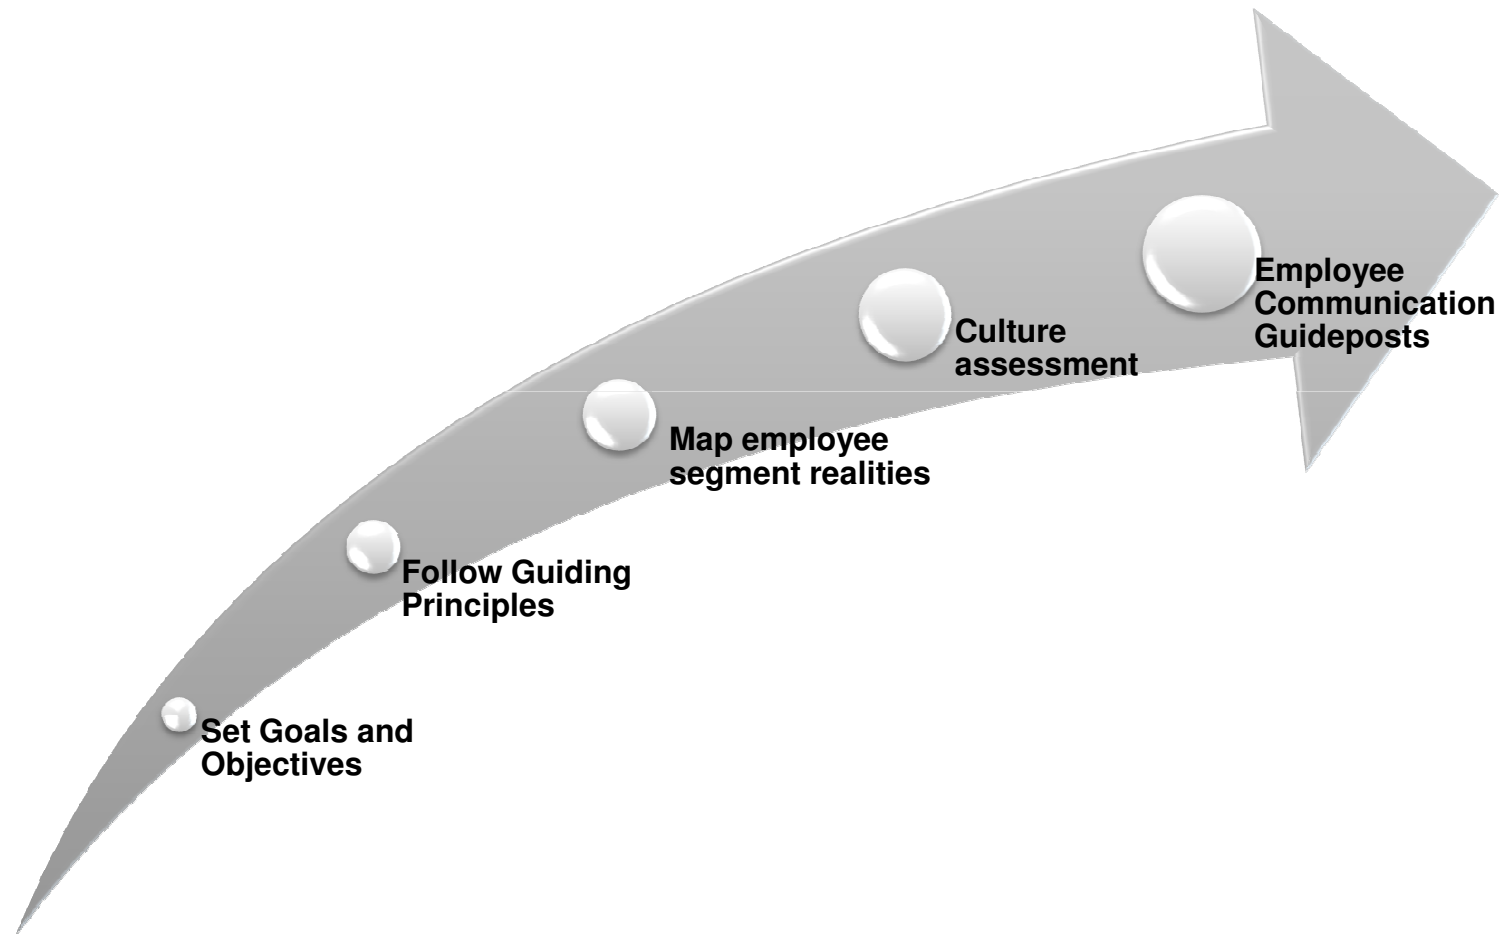 Employee
Communication
Guideposts
Culture
assessment
Map employee
segment realities
Follow Guiding
Principles
Set Goals and
Objectives